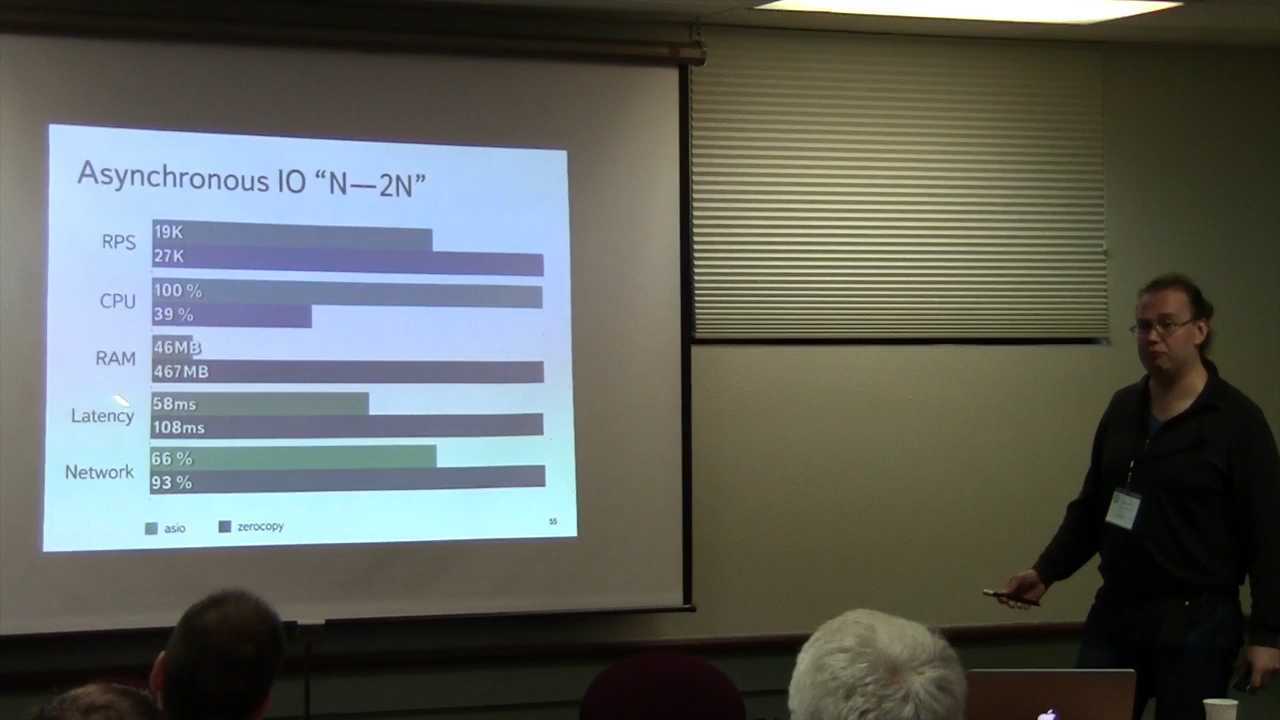 Asynchronous IO “N—2N”
RPS
19K
27K
CPU
100 %
39 %
RAM
46MB
467MB
Latency
58ms
108ms
Network
66 %
93 %
asio
zerocopy
55